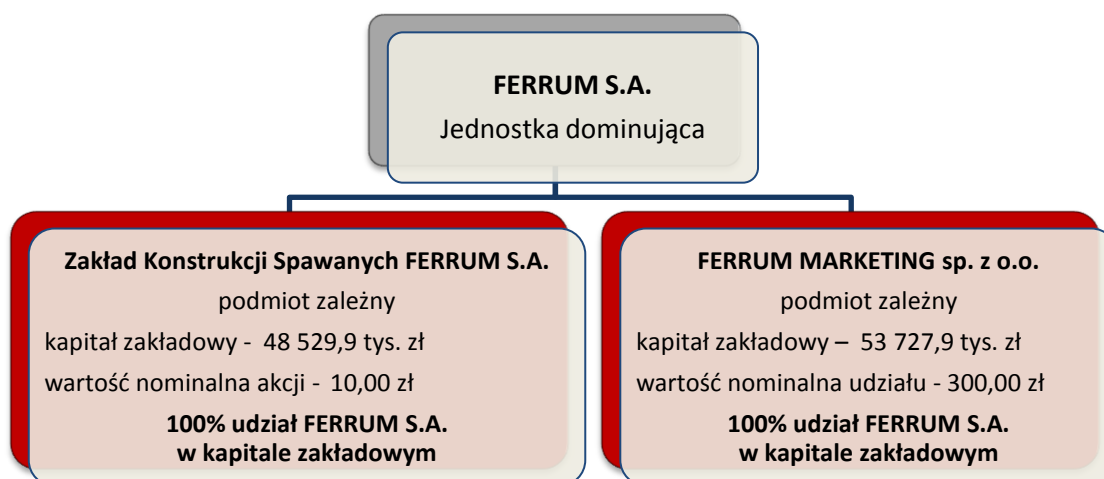 FERRUM S.A.
Jednostka dominująca
Zakład Konstrukcji Spawanych FERRUM S.A.
podmiot zależny
kapitał zakładowy - 48 529,9 tys. zł
wartość nominalna akcji - 10,00 zł
100% udział FERRUM S.A.
w kapitale zakładowym
FERRUM MARKETING sp. z o.o.
podmiot zależny
kapitał zakładowy – 53 727,9 tys. zł
wartość nominalna udziału - 300,00 zł
100% udział FERRUM S.A.
w kapitale zakładowym